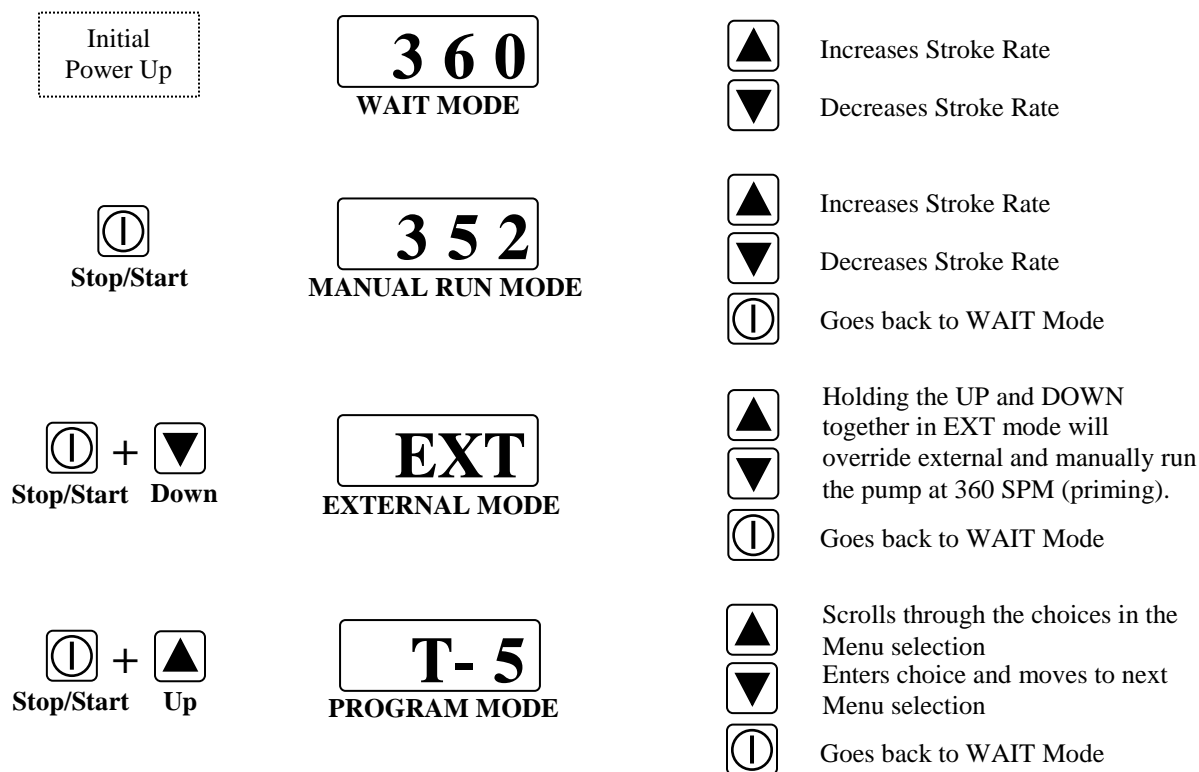 Initial
Power Up
3 6 0
WAIT MODE
Increases Stroke Rate
Decreases Stroke Rate
Stop/Start
3 5 2
MANUAL RUN MODE
Increases Stroke Rate
Decreases Stroke Rate
Goes back to WAIT Mode
+
Stop/Start Down
EXT
EXTERNAL MODE
Holding the UP and DOWN
together in EXT mode will
override external and manually run
the pump at 360 SPM (priming).
Goes back to WAIT Mode
+
Stop/Start Up
T- 5
PROGRAM MODE
Scrolls through the choices in the
Menu selection
Enters choice and moves to next
Menu selection
Goes back to WAIT Mode